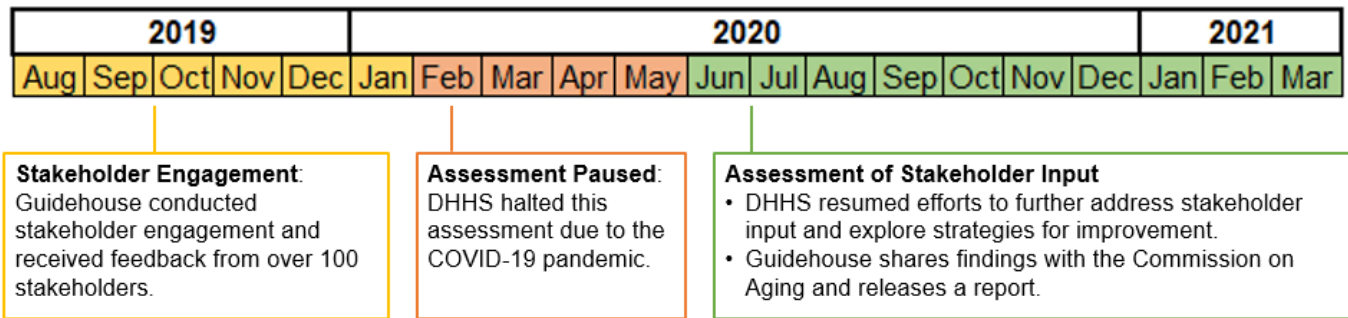 2019 2020 2021
Aug Sep Oct Nov Dec Jan Feb Mar Apr May Jun Jul Aug Sep Oct Nov Dec Jan Feb Mar
Stakeholder Engagement:
Guidehouse conducted
stakeholder engagement and
received feedback from over 100
stakeholders.
Assessment Paused:
DHHS halted this
assessment due to the
COVID-19 pandemic.
Assessment of Stakeholder Input
• DHHS resumed efforts to further address stakeholder
input and explore strategies for improvement.
• Guidehouse shares findings with the Commission on
Aging and releases a report.